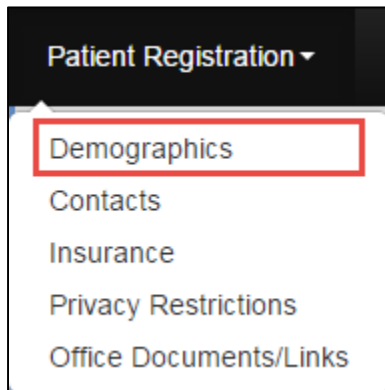 Patient Registration
Demographics
Contacts
Insurance
Privacy Restrictions
Office Documents/Links